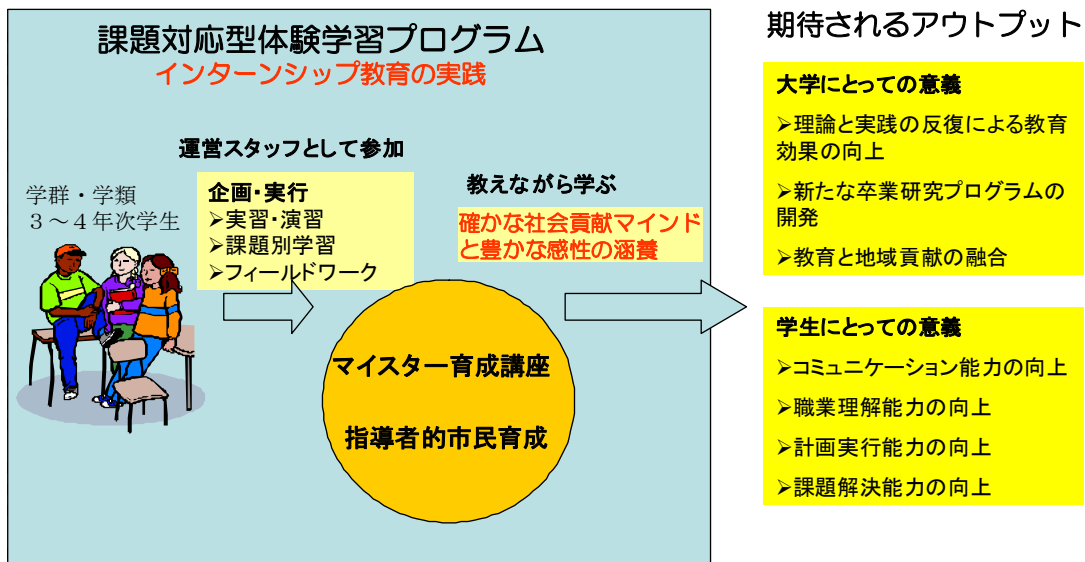 課題対応型体験学習プログラム
インターンシップ教育の実践
運営スタッフとして参加
学群・学類
3～4年次学生
企画・実行
➢実習・演習
➢課題別学習
➢フィールドワーク
教えながら学ぶ
確かな社会貢献マインド
と豊かな感性の涵養
マイスター育成講座
指導者的市民育成
期待されるアウトプット
大学にとっての意義
➢理論と実践の反復による教育
効果の向上
➢新たな卒業研究プログラムの
開発
➢教育と地域貢献の融合
学生にとっての意義
➢コミュニケーション能力の向上
➢職業理解能力の向上
➢計画実行能力の向上
➢課題解決能力の向上